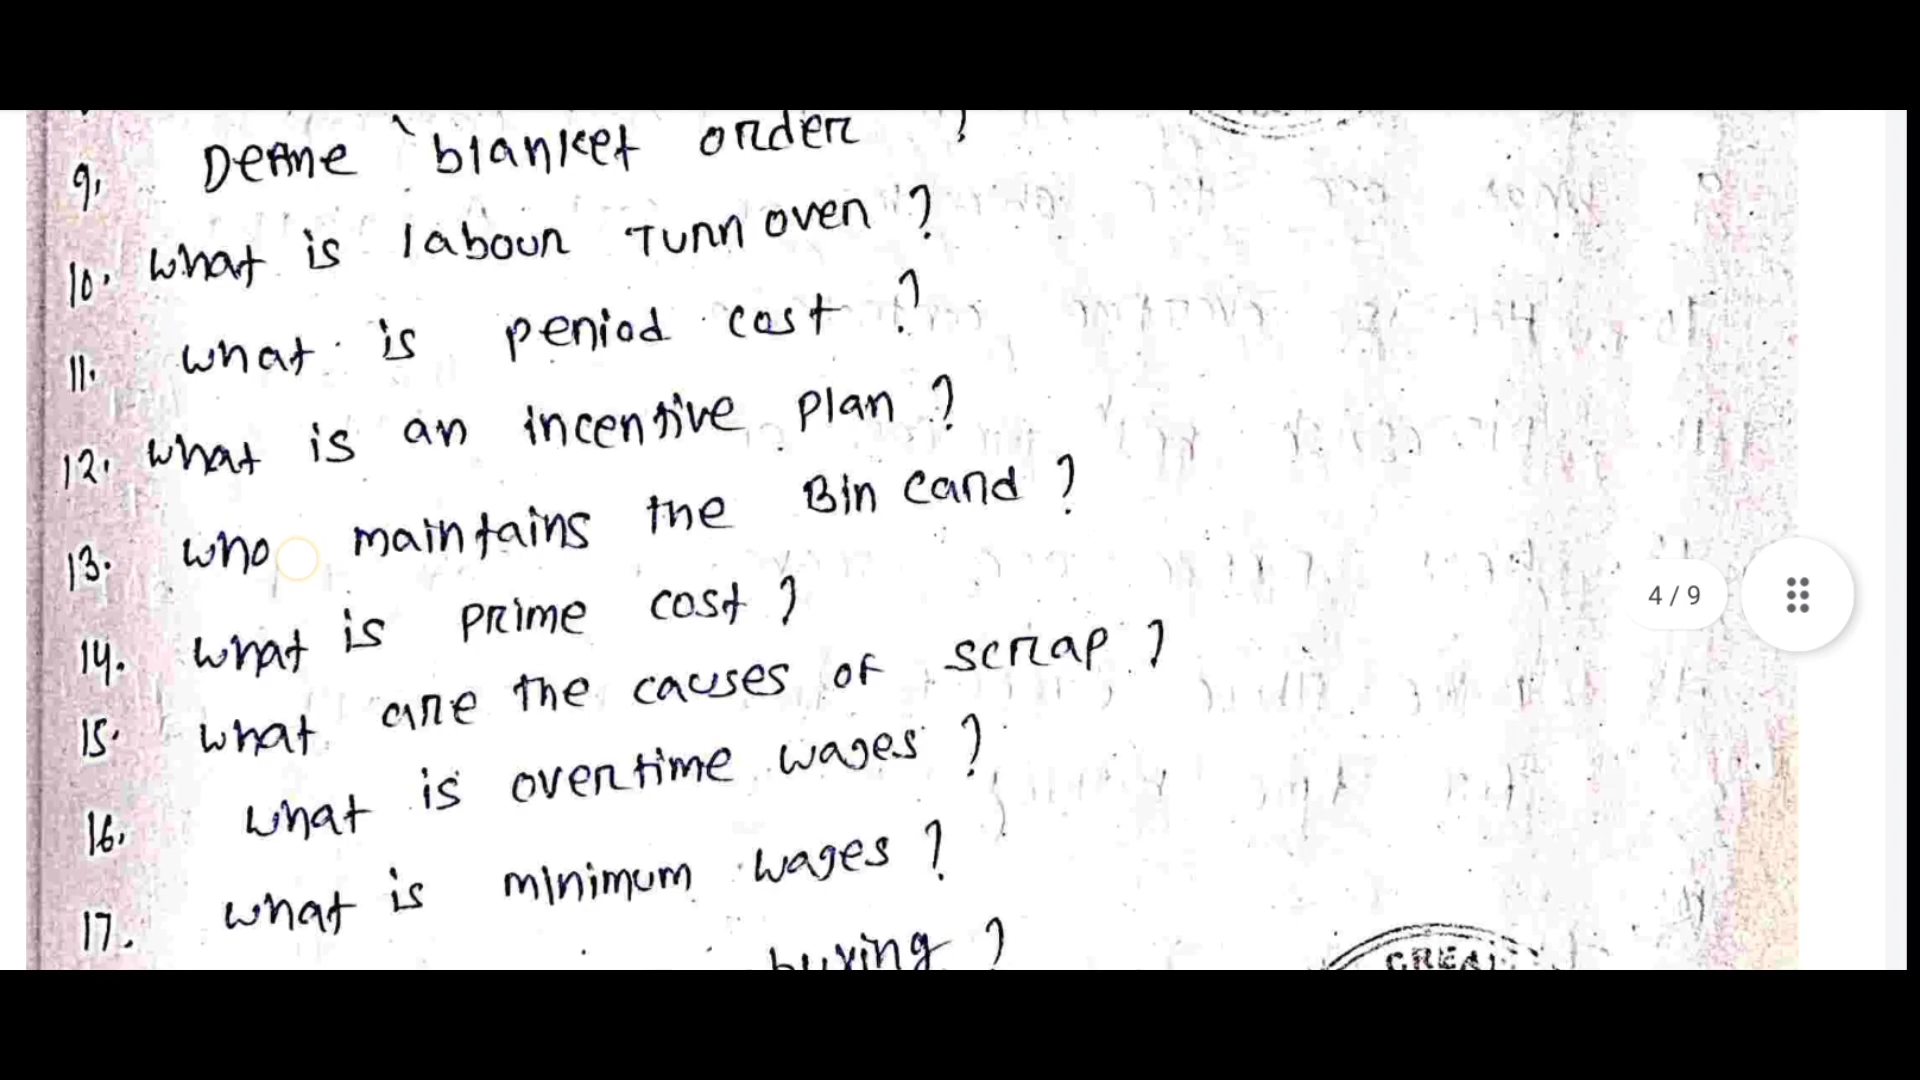 9. Define blanket order ?
10. What is labour Turn over ?
11. What is period cost ?
12. What is an incentive plan ?
13. who maintains the Bin card ?
14. What is prime cost ?
15. What are the causes of scrap ?
16. What is overtime wages ?
17. What is minimum wages ?
buying ?
4 / 9